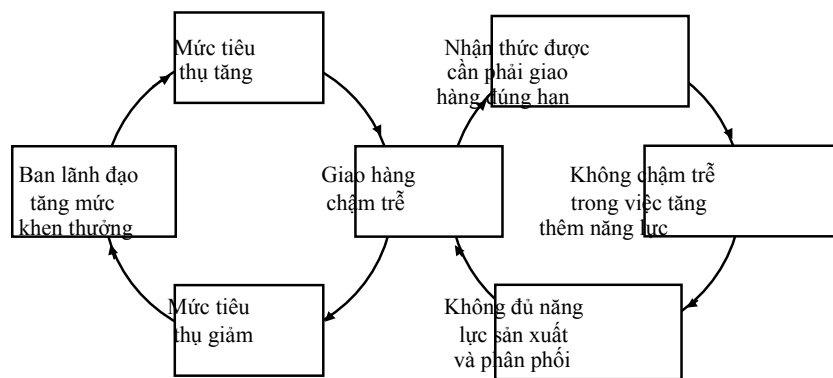 Mức tiêu
thụ tăng
Nhận thức được
cần phải giao
hàng đúng hạn
Ban lãnh đạo
tăng mức
khen thưởng
Giao hàng
chậm trễ
Không chậm trễ
trong việc tăng
thêm năng lực
Mức tiêu
thụ giảm
Không đủ năng
lực sản xuất
và phân phối